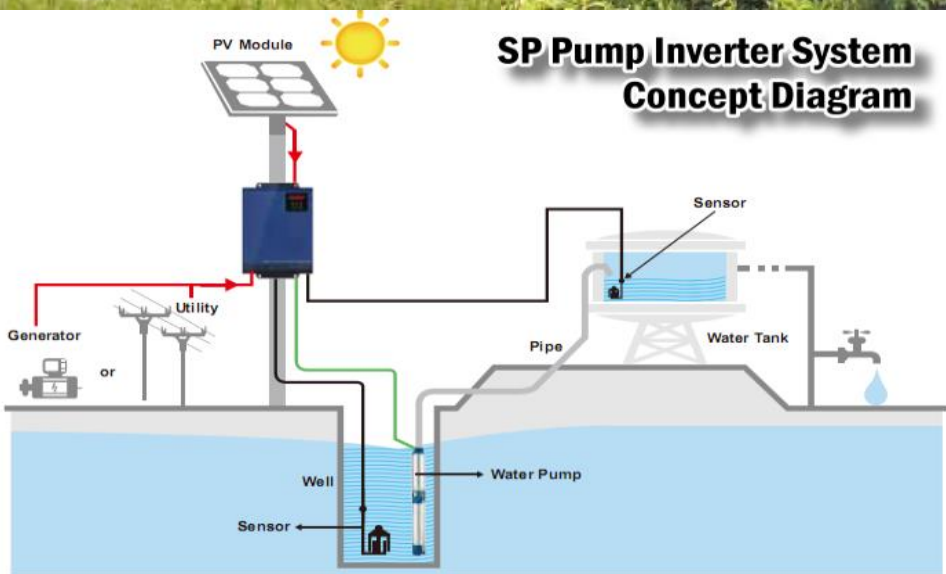 SP Pump Inverter System
Concept Diagram
PV Module
Sensor
Utility
Generator
or
Pipe
Water Tank
Well
Water Pump
Sensor